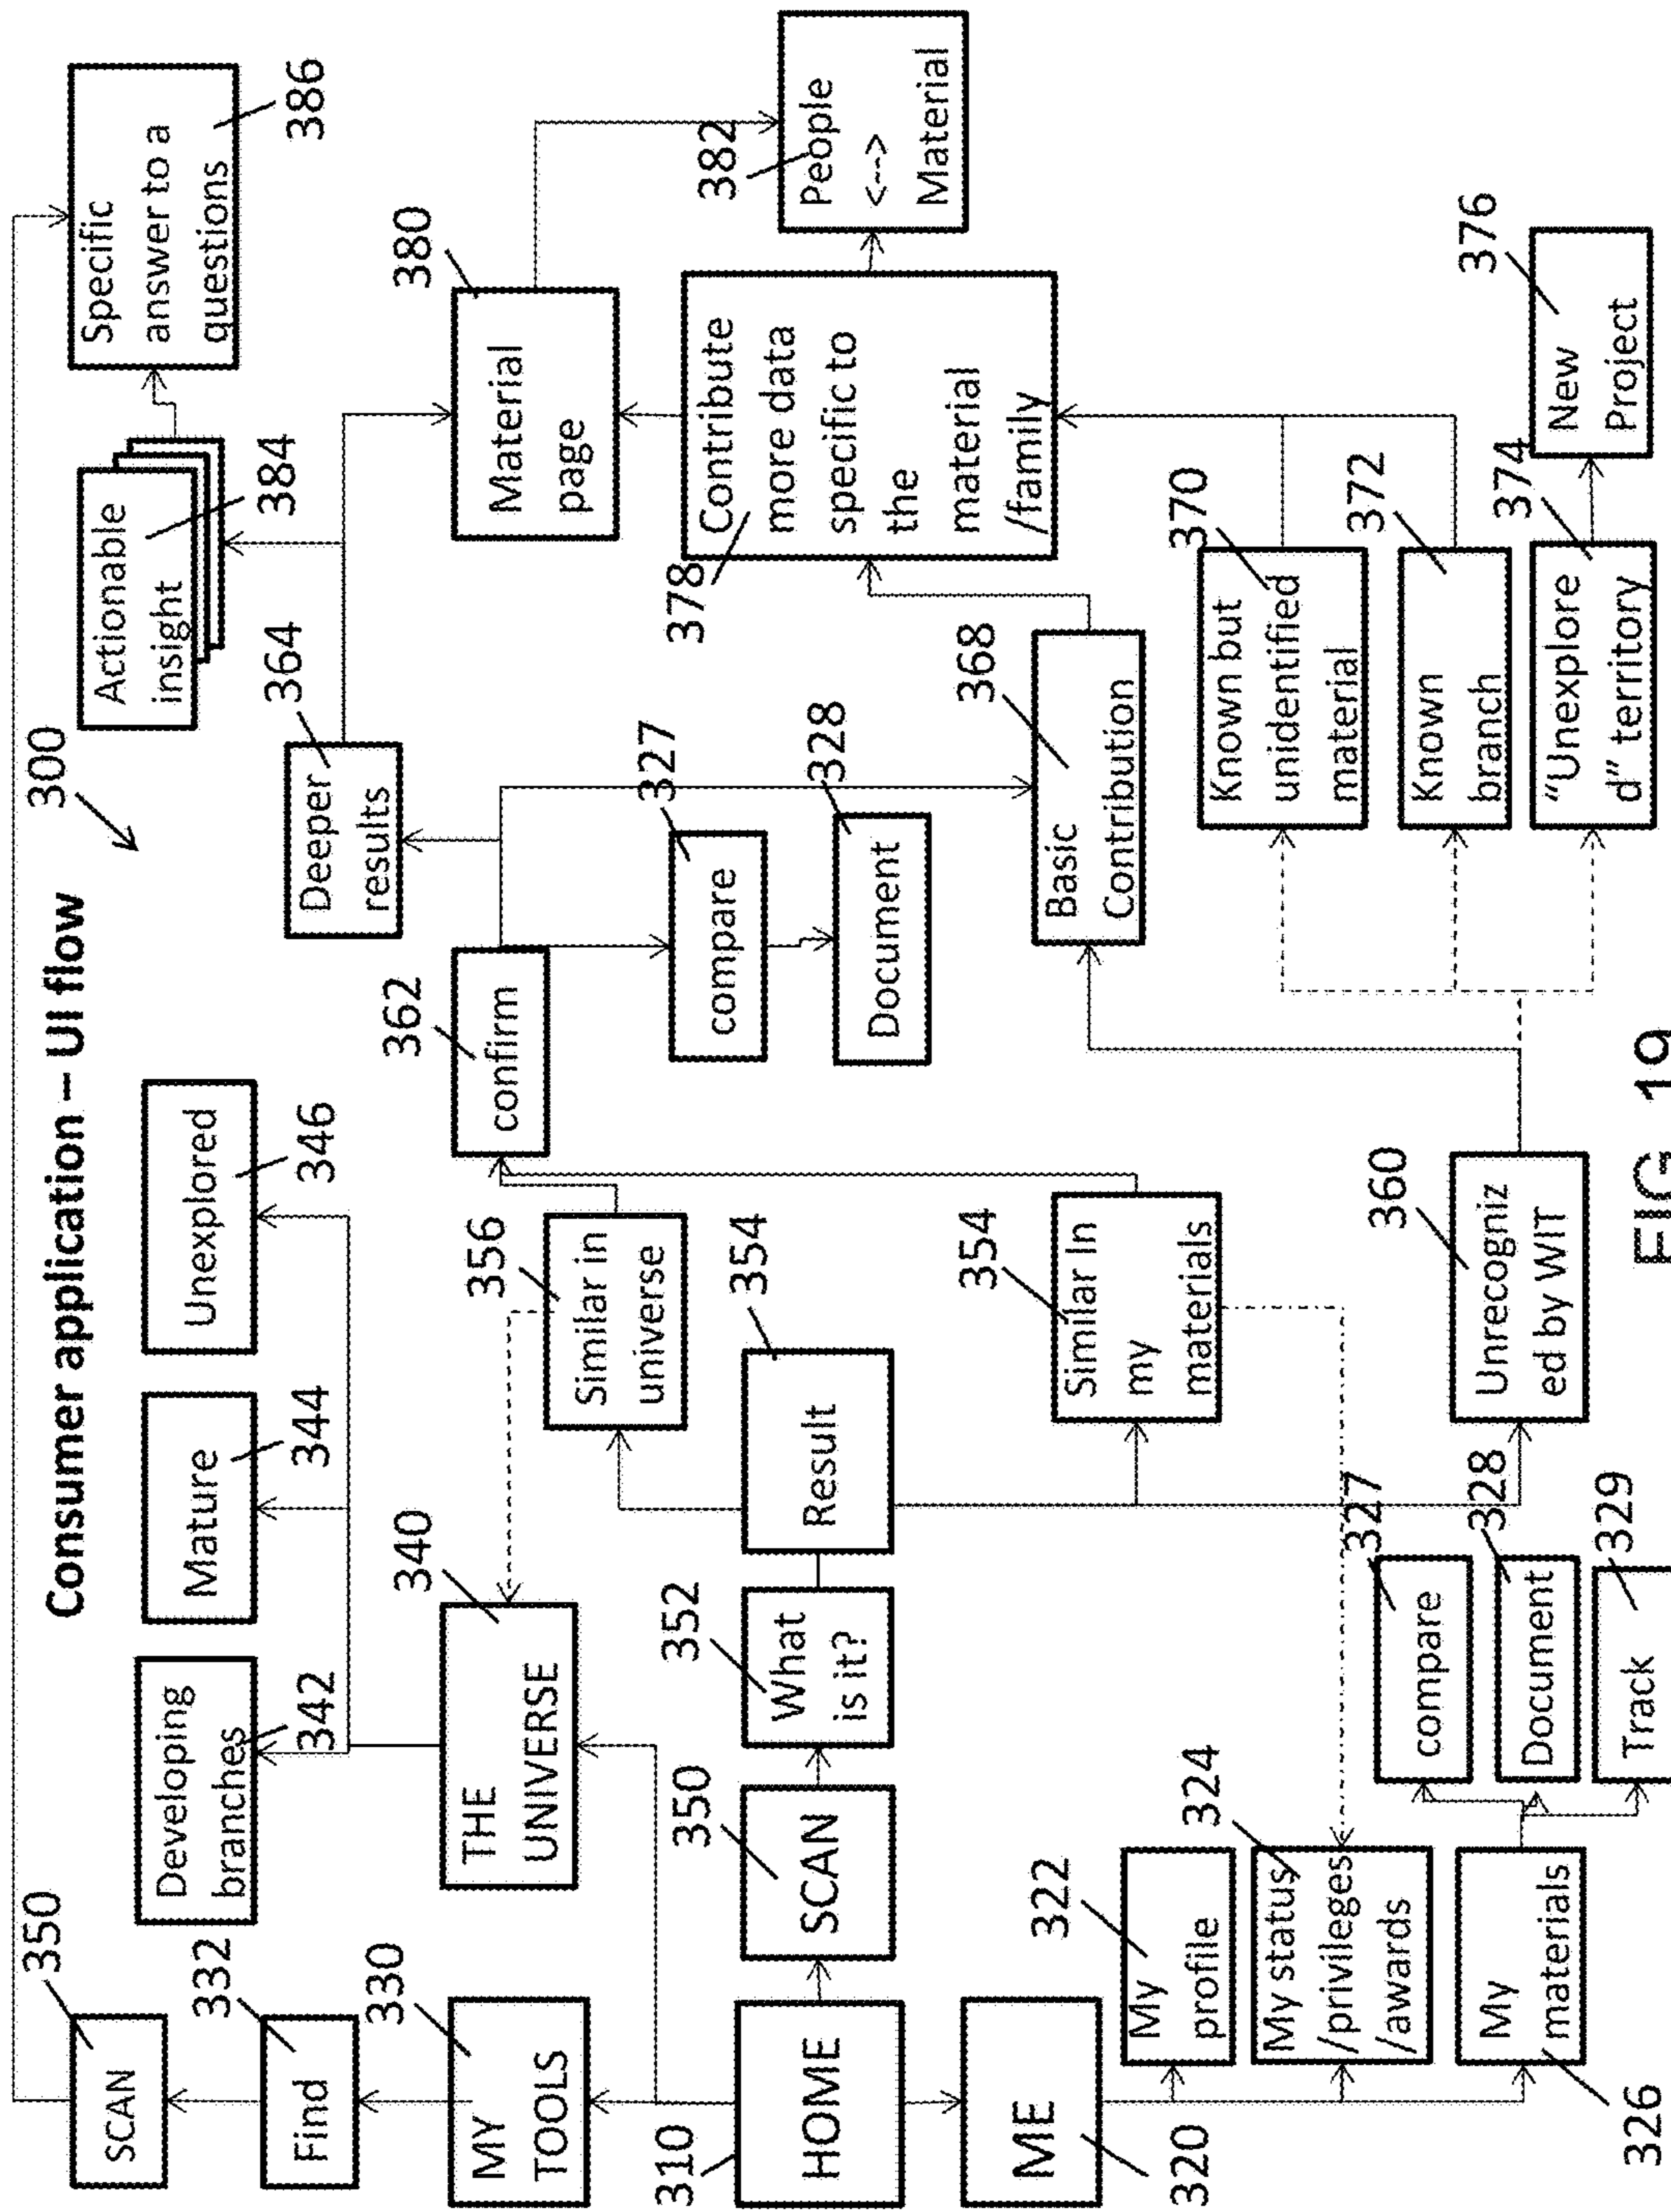 Consumer application – UI flow
300
350
SCAN
332
Find
330
MY
TOOLS
310
HOME
320
ME
Developing
branches
342
Mature
344
Unexplored
346
340
THE
UNIVERSE
350
SCAN
352
What
is it?
354
Result
356
Similar in
universe
354
Similar In
my
materials
360
Unrecogniz
ed by WIT
322
My
profile
324
My status
/privileges
/awards
326
My
materials
327
compare
328
Document
329
Track
362
confirm
327
compare
328
Document
364
Deeper
results
368
Basic
Contribution
370
Known but
unidentified
material
372
Known
branch
374
"Unexplore
d" territory
376
New
Project
378
Contribute
more data
specific to
the
material
/family
380
Material
page
382
People
<-->
Material
384
Actionable
insight
386
Specific
answer to a
questions
FIG. 19